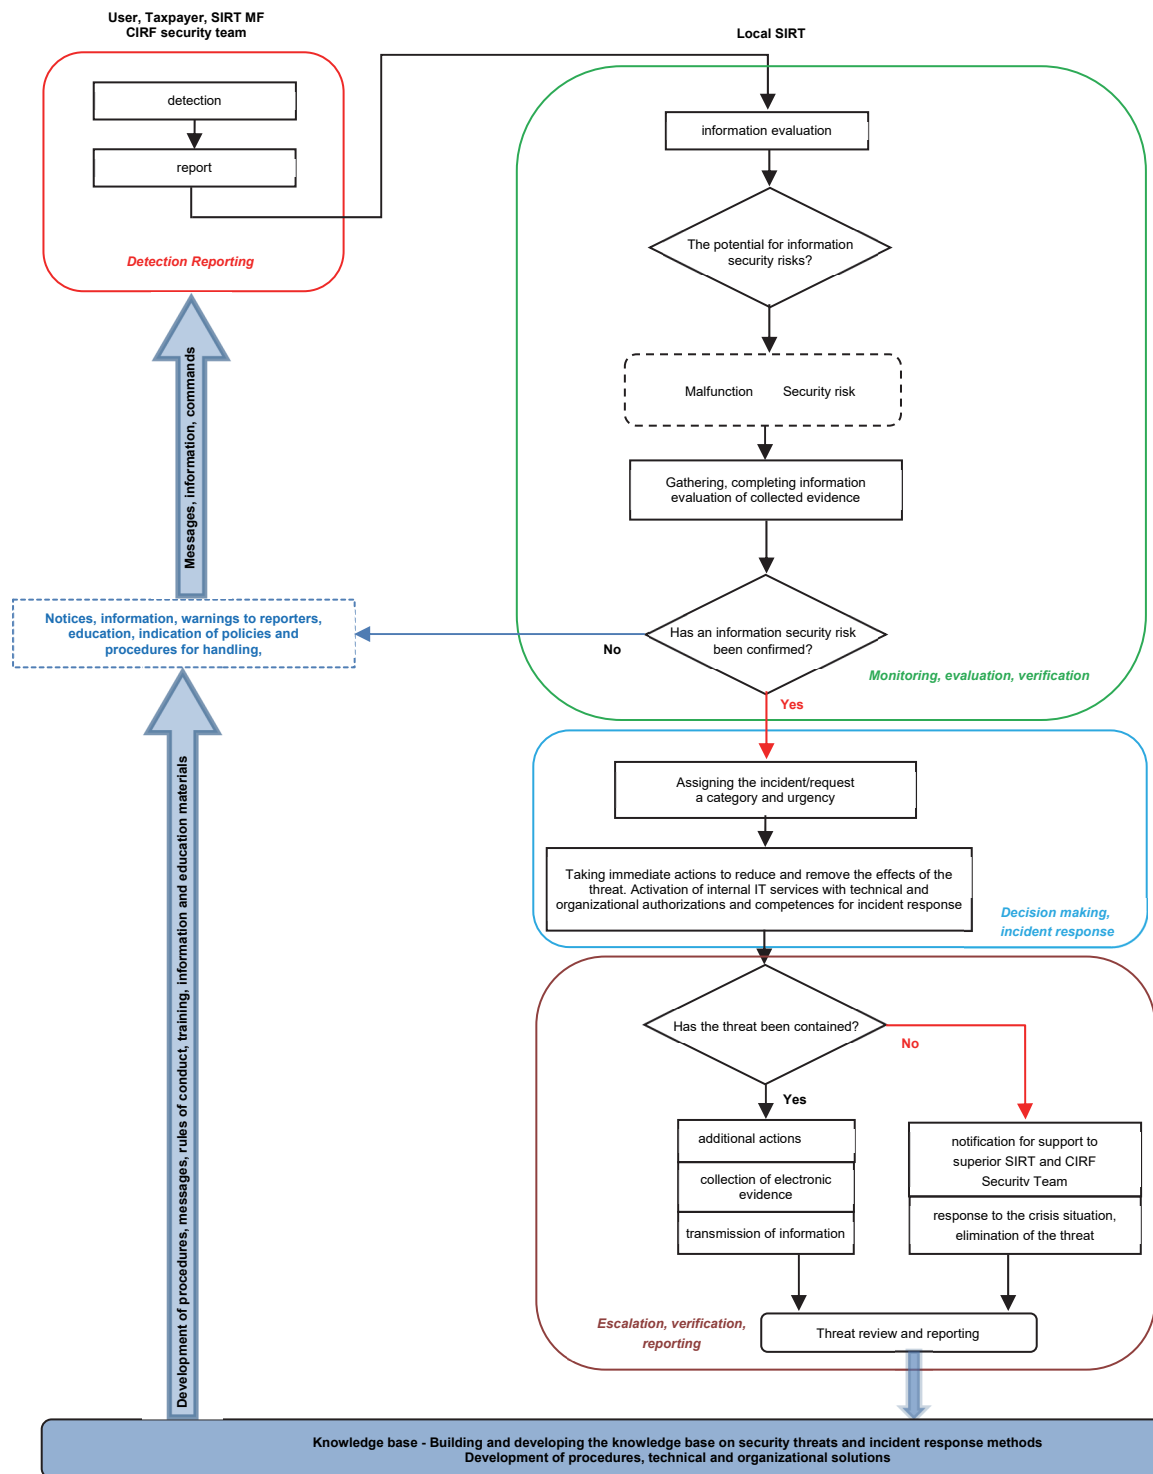 User, Taxpayer, SIRT MF
CIRF security team
Local SIRT
detection
report
Detection Reporting
information evaluation
The potential for information
security risks?
Malfunction Security risk
Gathering, completing information
evaluation of collected evidence
Messages, information, commands
Notices, information, warnings to reporters,
education, indication of policies and
procedures for handling,
No
Has an information security risk
been confirmed?
Monitoring, evaluation, verification
Yes
Assigning the incident/request
a category and urgency
Taking immediate actions to reduce and remove the effects of the
threat. Activation of internal IT services with technical and
organizational authorizations and competences for incident response
Decision making,
incident response
Development of procedures, messages, rules of conduct, training, information and education materials
Has the threat been contained?
No
Yes
additional actions
collection of electronic
evidence
transmission of information
notification for support to
superior SIRT and CIRF
Security Team
response to the crisis situation,
elimination of the threat
Escalation, verification,
reporting
Threat review and reporting
Knowledge base - Building and developing the knowledge base on security threats and incident response methods
Development of procedures, technical and organizational solutions